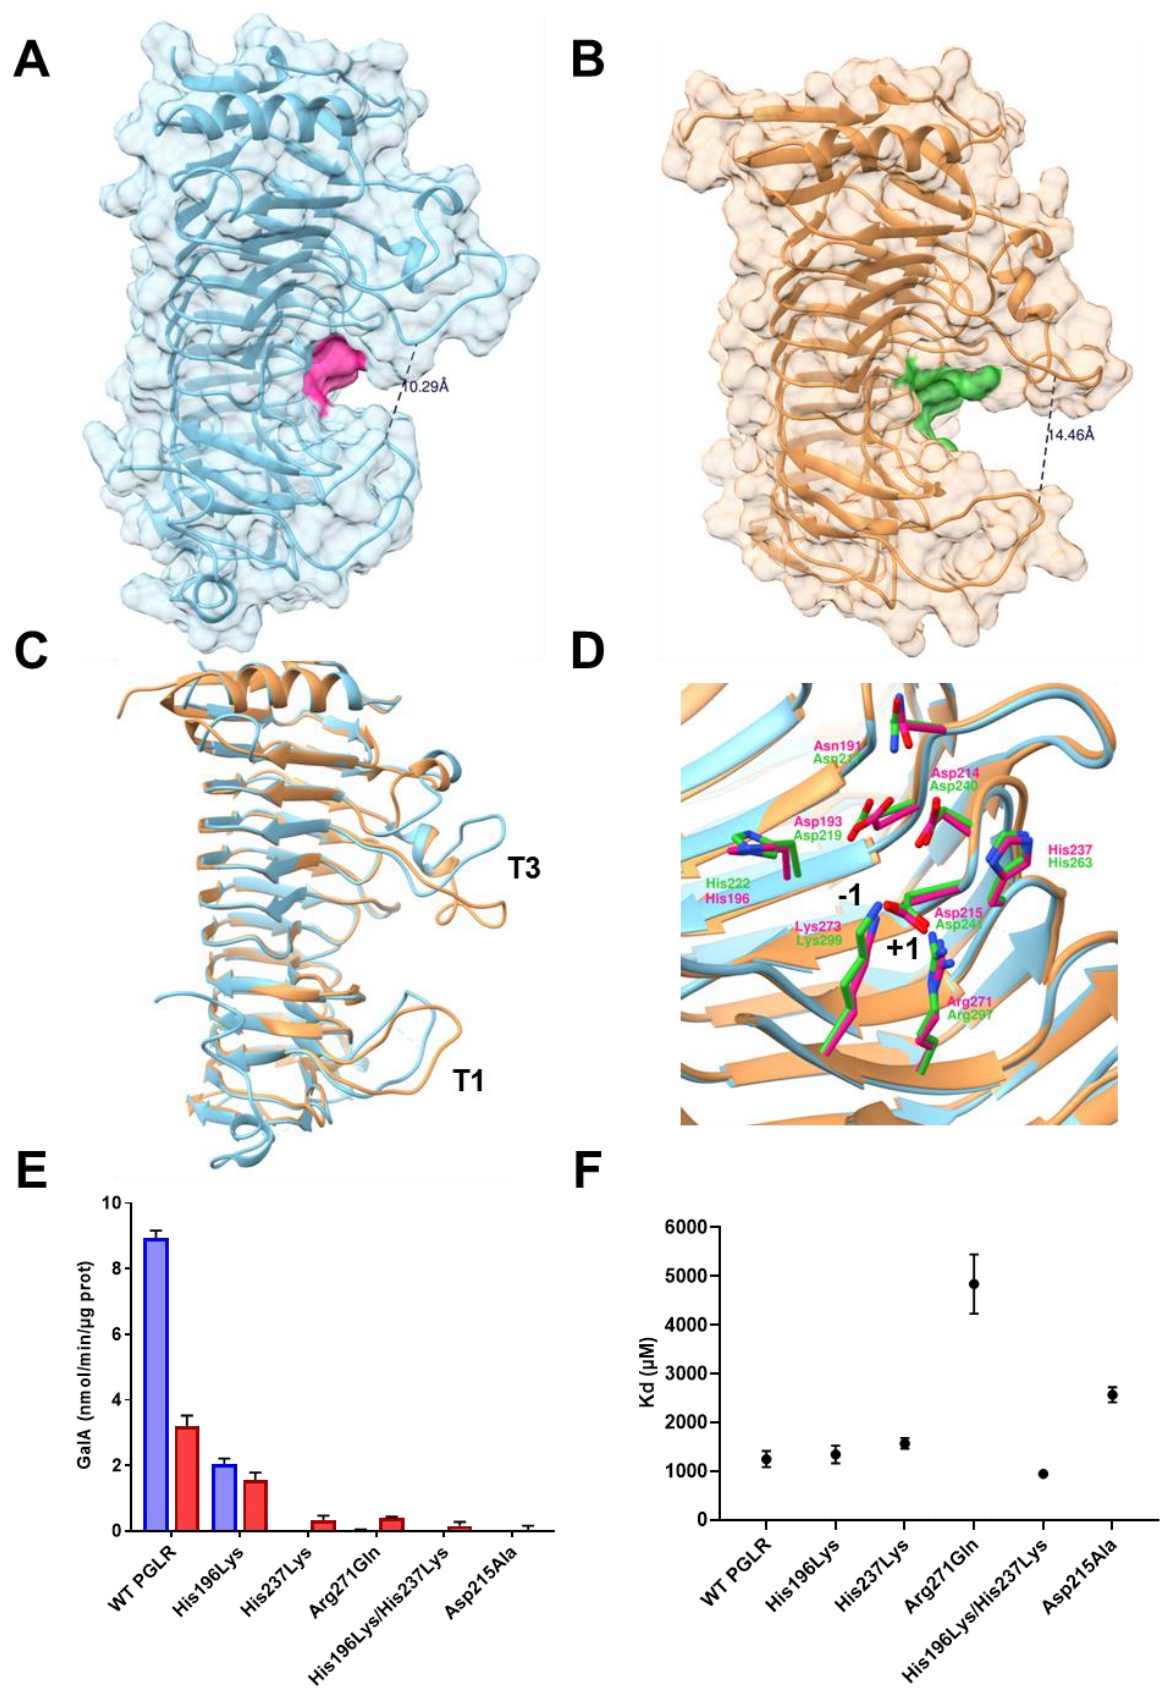 A
B
10.29Å
14.46Å
C
D
T3
T1
Asn191
Asp214
Asp240
Asp193
Asp219
His237
His263
His222
His196
-1
Lys273
Lys299
Asp215
+1
Arg271
Arg297
E
F
GalA (nmol/min/µg prot)
10
8
6
4
2
0
WT PGLR
His196Lys
His237Lys
Arg271Gln
His196Lys/His237Lys
Asp215Ala
Kd (µM)
6000
5000
4000
3000
2000
1000
0
WT PGLR
His196Lys
His237Lys
Arg271Gln
His196Lys/His237Lys
Asp215Ala